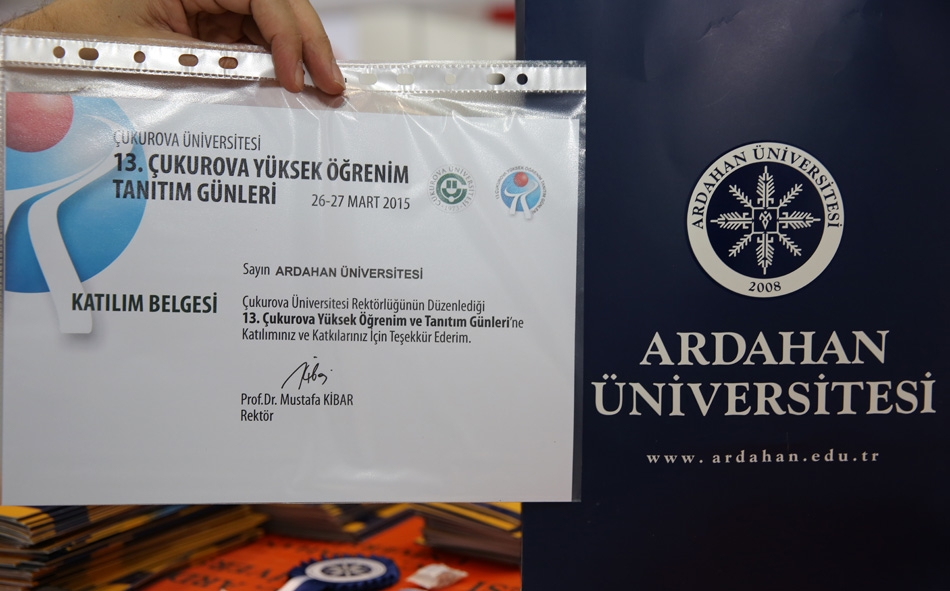 ÇUKUROVA ÜNİVERSİTESİ
13. ÇUKUROVA YÜKSEK ÖĞRENİM
TANITIM GÜNLERİ 26-27 MART 2015
Sayın ARDAHAN ÜNİVERSİTESİ
KATILIM BELGESİ
Çukurova Üniversitesi Rektörlüğünün Düzenlediği
13. Çukurova Yüksek Öğrenim ve Tanıtım Günleri'ne
Katılımınız ve Katkılarınız İçin Teşekkür Ederim.
Prof.Dr. Mustafa KİBAR
Rektör
ARDAHAN ÜNİVERSİTESİ
2008
ARDAHAN
ÜNİVERSİTESİ
www.ardahan.edu.tr